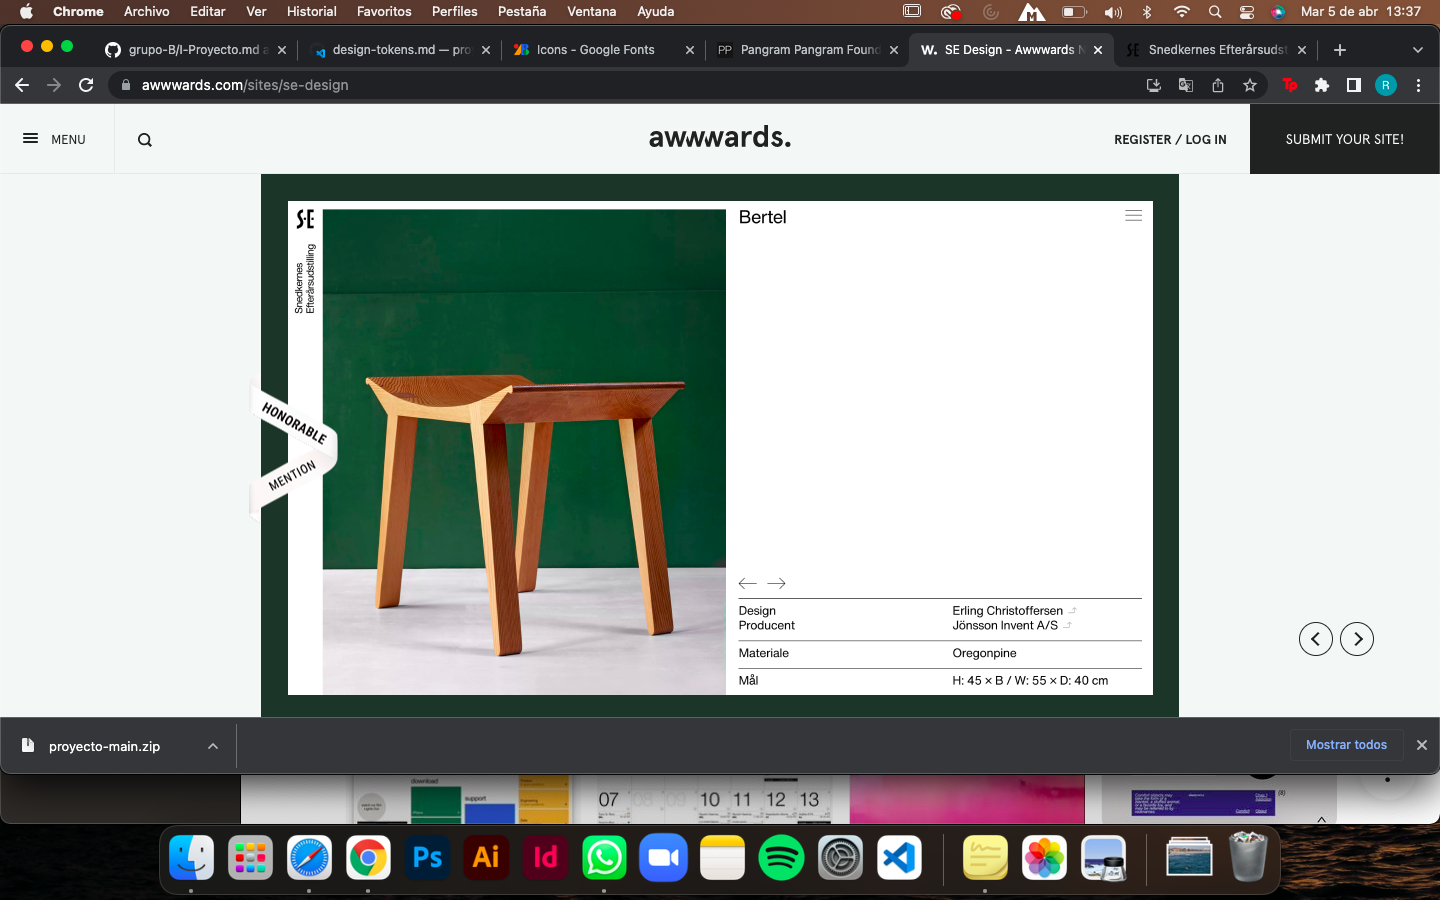 Chrome Archivo Editar Ver Historial Favoritos Perfiles Pestaña Ventana Ayuda Mar 5 de abr 13:37
grupo-B/I-Proyecto.md a design-tokens.md — pro Icons - Google Fonts PP Pangram Pangram Found W. SE Design - Awwwards N SE Snedkernes Efterårsudst
awwwards.com/sites/se-design Tp R
MENU awwwards. REGISTER / LOG IN SUBMIT YOUR SITE!
S·E
Snedkernes
Efterårsudstilling
Bertel
HONORABLE
MENTION
Design Erling Christoffersen
Producent Jönsson Invent A/S
Materiale Oregonpine
Mål H: 45 × B / W: 55 × D: 40 cm
proyecto-main.zip Mostrar todos
download
support
07 08 09 10 11 12 13
Ps Ai Id